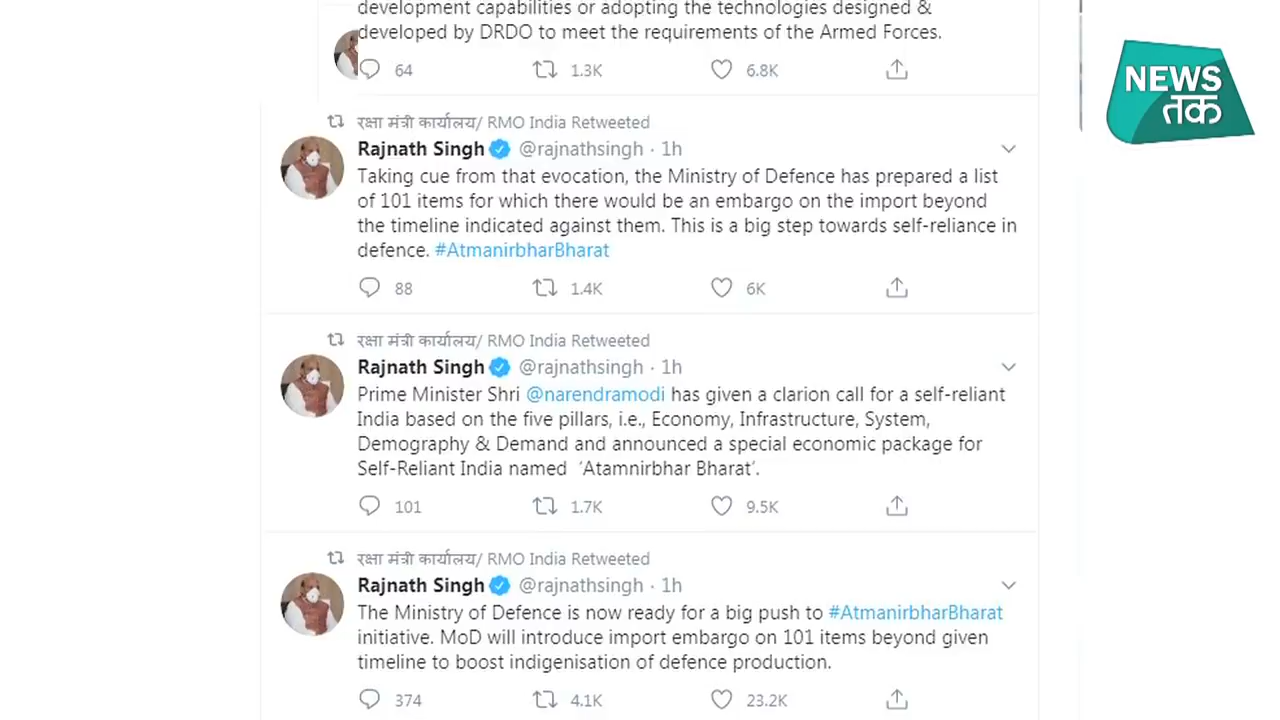 development capabilities or adopting the technologies designed &
developed by DRDO to meet the requirements of the Armed Forces.
64 1.3K 6.8K
NEWS
तक
रक्षा मंत्री कार्यालय/ RMO India Retweeted
Rajnath Singh @rajnathsingh · 1h
Taking cue from that evocation, the Ministry of Defence has prepared a list
of 101 items for which there would be an embargo on the import beyond
the timeline indicated against them. This is a big step towards self-reliance in
defence. #AtmanirbharBharat
88 1.4K 6K
रक्षा मंत्री कार्यालय/ RMO India Retweeted
Rajnath Singh @rajnathsingh · 1h
Prime Minister Shri @narendramodi has given a clarion call for a self-reliant
India based on the five pillars, i.e., Economy, Infrastructure, System,
Demography & Demand and announced a special economic package for
Self-Reliant India named ‘Atamnirbhar Bharat’.
101 1.7K 9.5K
रक्षा मंत्री कार्यालय/ RMO India Retweeted
Rajnath Singh @rajnathsingh · 1h
The Ministry of Defence is now ready for a big push to #AtmanirbharBharat
initiative. MoD will introduce import embargo on 101 items beyond given
timeline to boost indigenisation of defence production.
374 4.1K 23.2K